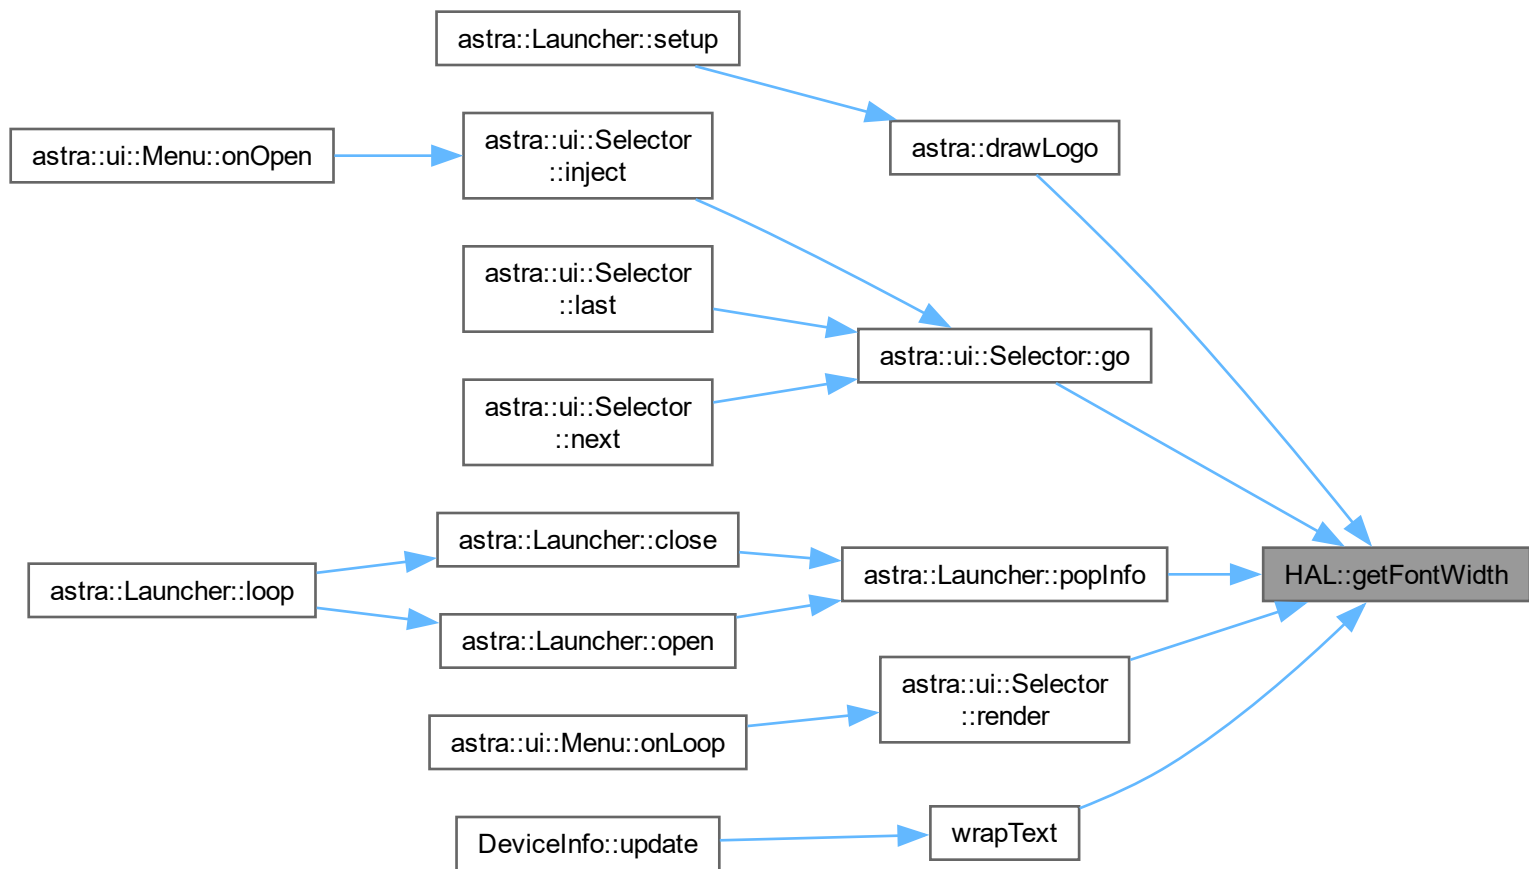 astra::Launcher::setup
astra::ui::Menu::onOpen
astra::ui::Selector
::inject
astra::drawLogo
astra::ui::Selector
::last
astra::ui::Selector::go
astra::ui::Selector
::next
astra::Launcher::close
astra::Launcher::loop
astra::Launcher::popInfo
HAL::getFontWidth
astra::Launcher::open
astra::ui::Selector
::render
astra::ui::Menu::onLoop
DeviceInfo::update
wrapText